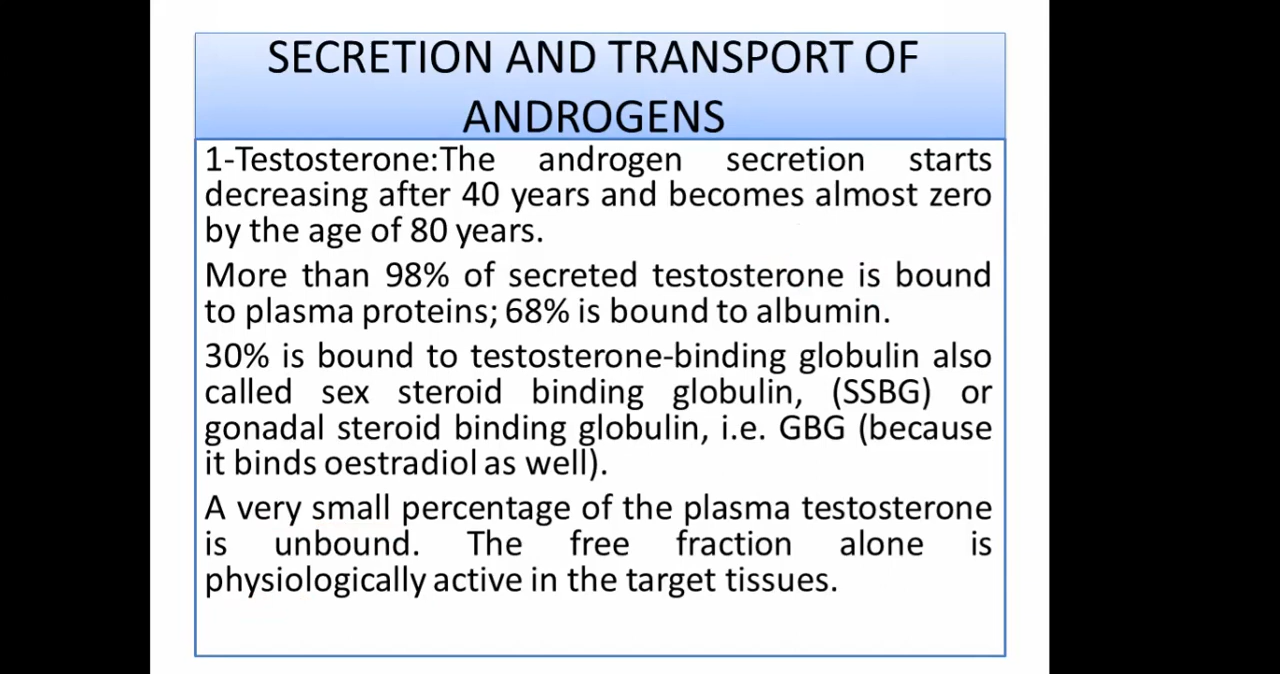 SECRETION AND TRANSPORT OF
ANDROGENS
1-Testosterone:The androgen secretion starts
decreasing after 40 years and becomes almost zero
by the age of 80 years.
More than 98% of secreted testosterone is bound
to plasma proteins; 68% is bound to albumin.
30% is bound to testosterone-binding globulin also
called sex steroid binding globulin, (SSBG) or
gonadal steroid binding globulin, i.e. GBG (because
it binds oestradiol as well).
A very small percentage of the plasma testosterone
is unbound. The free fraction alone is
physiologically active in the target tissues.